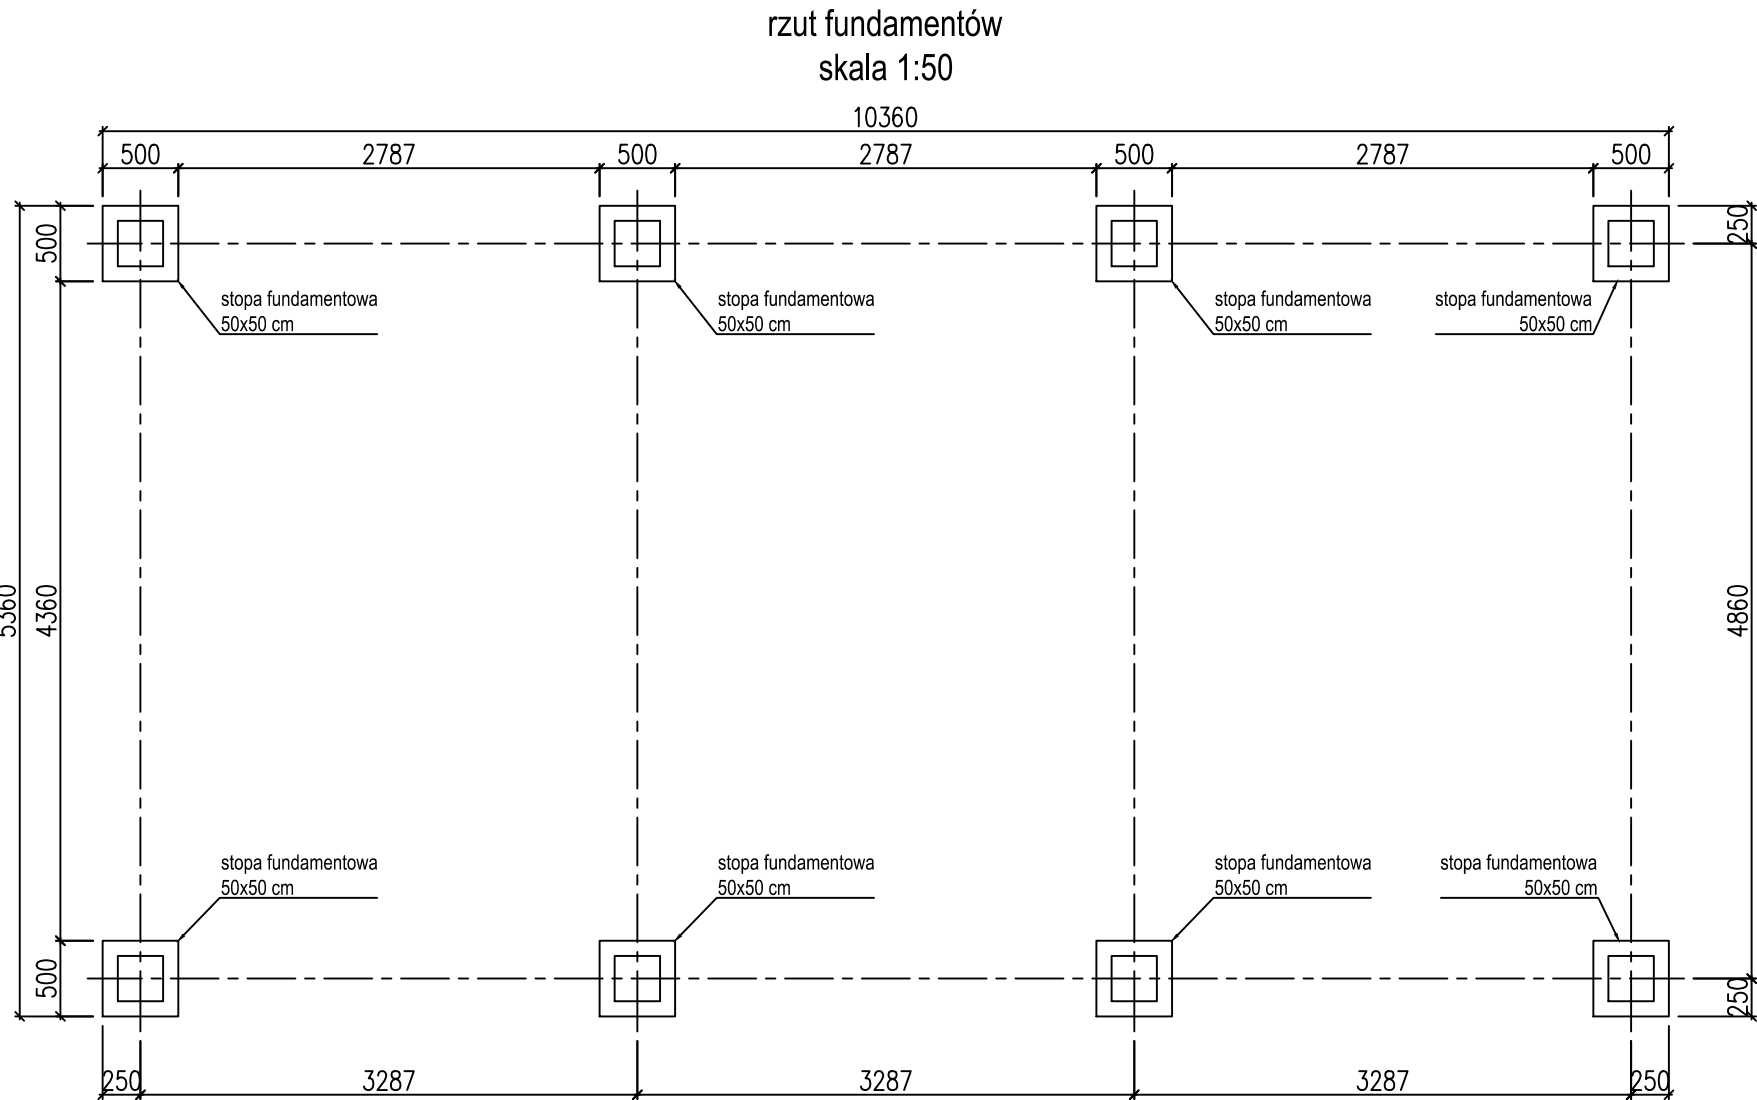 rzut fundamentów
skala 1:50
10360
500 2787 500 2787 500 2787 500
500
250
stopa fundamentowa
50x50 cm
stopa fundamentowa
50x50 cm
stopa fundamentowa
50x50 cm
stopa fundamentowa
50x50 cm
5360
4360
4860
stopa fundamentowa
50x50 cm
stopa fundamentowa
50x50 cm
stopa fundamentowa
50x50 cm
stopa fundamentowa
50x50 cm
500
250
250 3287 3287 3287 250